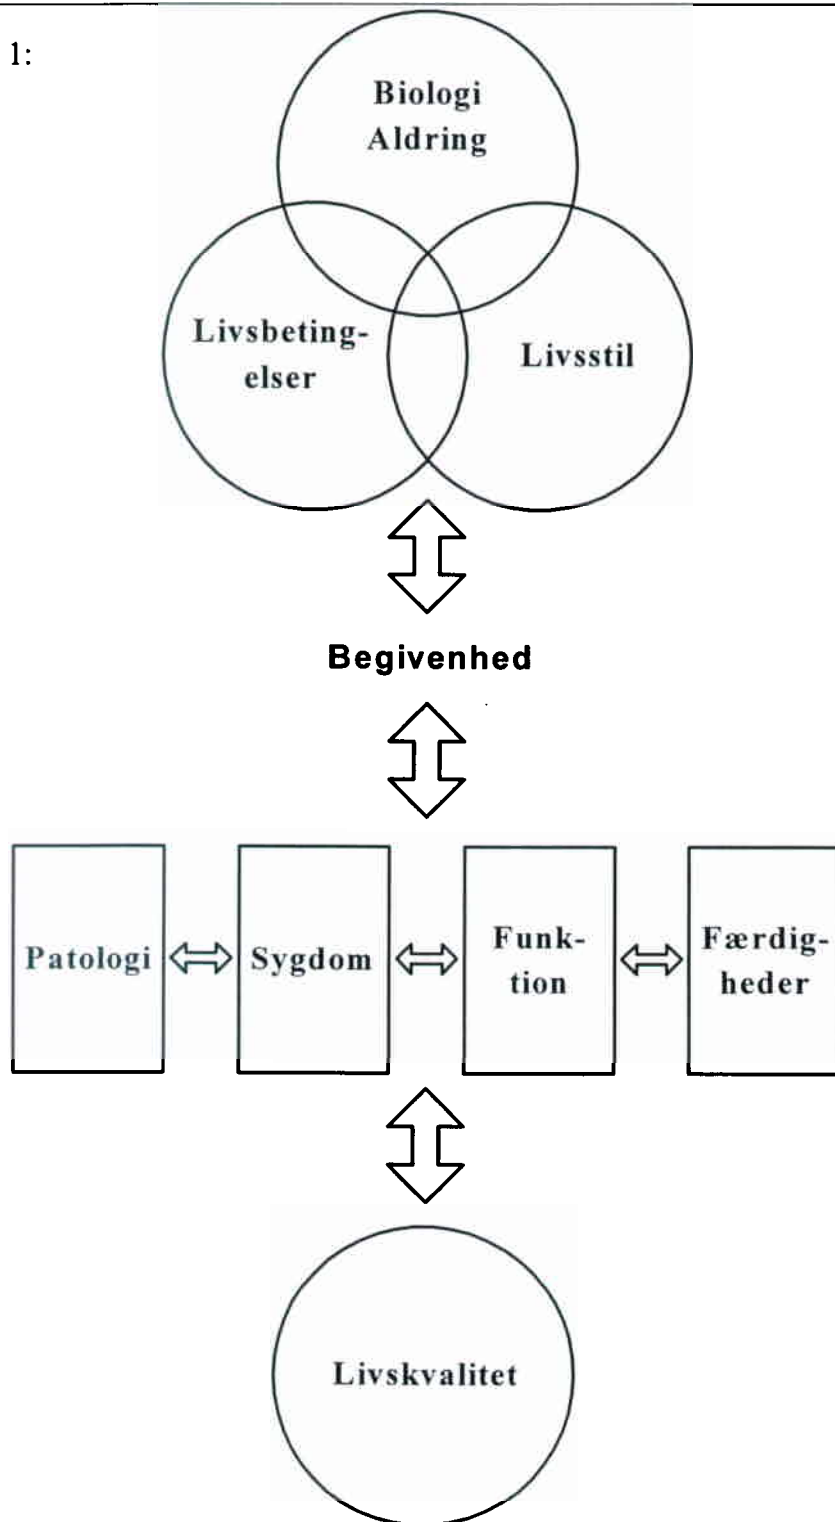 1:
Biologi
Aldring
Livsbeting-
elser
Livsstil
Begivenhed
Patologi
Sygdom
Funk-
tion
Færdig-
heder
Livskvalitet